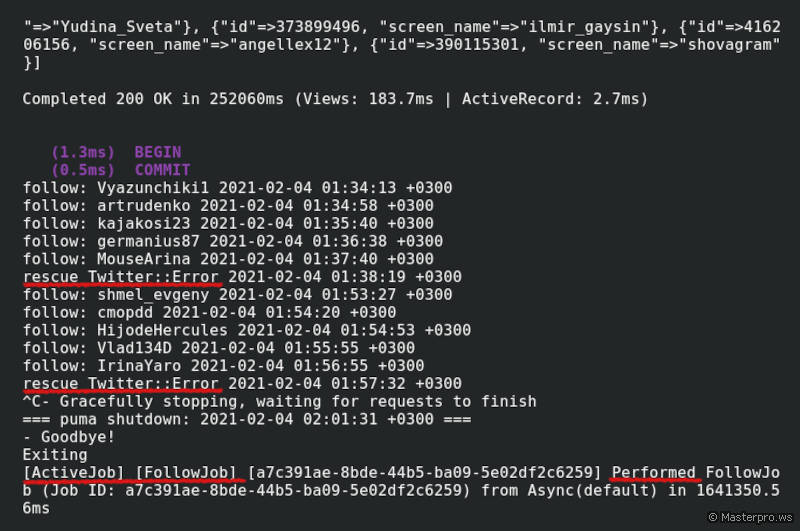 "=>"Yudina_Sveta"}, {"id"=>373899496, "screen_name"=>"ilmir_gaysin"}, {"id"=>4162
06156, "screen_name"=>"angellex12"}, {"id"=>390115301, "screen_name"=>"shovagram"
}]
Completed 200 OK in 252060ms (Views: 183.7ms | ActiveRecord: 2.7ms)
(1.3ms) BEGIN
(0.5ms) COMMIT
follow: Vyazunchiki1 2021-02-04 01:34:13 +0300
follow: artrudenko 2021-02-04 01:34:58 +0300
follow: kajakosi23 2021-02-04 01:35:40 +0300
follow: germanius87 2021-02-04 01:36:38 +0300
follow: MouseArina 2021-02-04 01:37:40 +0300
rescue Twitter::Error 2021-02-04 01:38:19 +0300
follow: shmel_evgeny 2021-02-04 01:53:27 +0300
follow: cmopdd 2021-02-04 01:54:20 +0300
follow: HijodeHercules 2021-02-04 01:54:53 +0300
follow: Vlad134D 2021-02-04 01:55:55 +0300
follow: IrinaYaro 2021-02-04 01:56:55 +0300
rescue Twitter::Error 2021-02-04 01:57:32 +0300
^C- Gracefully stopping, waiting for requests to finish
=== puma shutdown: 2021-02-04 02:01:31 +0300 ===
- Goodbye!
Exiting
[ActiveJob] [FollowJob] [a7c391ae-8bde-44b5-ba09-5e02df2c6259] Performed FollowJo
b (Job ID: a7c391ae-8bde-44b5-ba09-5e02df2c6259) from Async(default) in 1641350.5
6ms
© Masterpro.ws